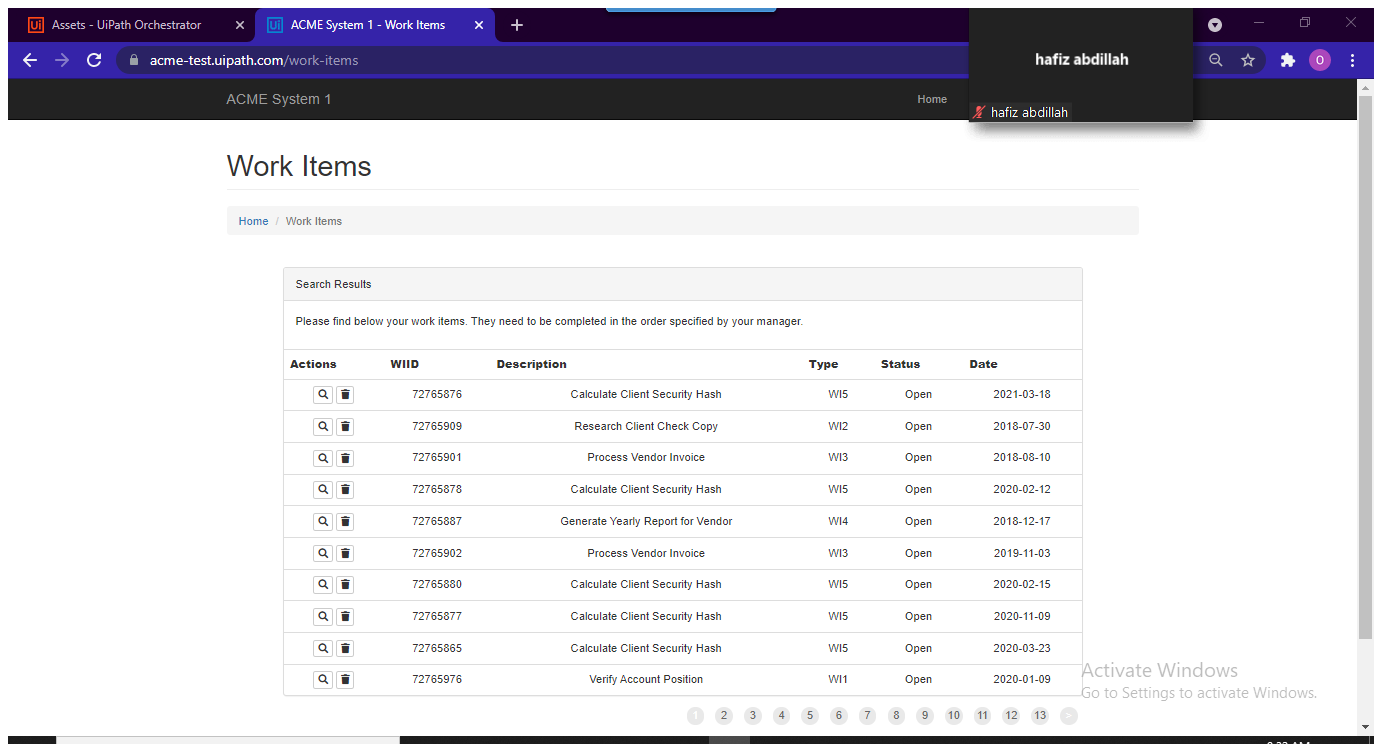 Assets - UiPath Orchestrator ACME System 1 - Work Items
acme-test.uipath.com/work-items
hafiz abdillah
hafiz abdillah
ACME System 1 Home
Work Items
Home / Work Items
Search Results
Please find below your work items. They need to be completed in the order specified by your manager.
Actions WIID Description Type Status Date
72765876 Calculate Client Security Hash WI5 Open 2021-03-18
72765909 Research Client Check Copy WI2 Open 2018-07-30
72765901 Process Vendor Invoice WI3 Open 2018-08-10
72765878 Calculate Client Security Hash WI5 Open 2020-02-12
72765887 Generate Yearly Report for Vendor WI4 Open 2018-12-17
72765902 Process Vendor Invoice WI3 Open 2019-11-03
72765880 Calculate Client Security Hash WI5 Open 2020-02-15
72765877 Calculate Client Security Hash WI5 Open 2020-11-09
72765865 Calculate Client Security Hash WI5 Open 2020-03-23
72765976 Verify Account Position WI1 Open 2020-01-09
Activate Windows
Go to Settings to activate Windows.
1 2 3 4 5 6 7 8 9 10 11 12 13 >